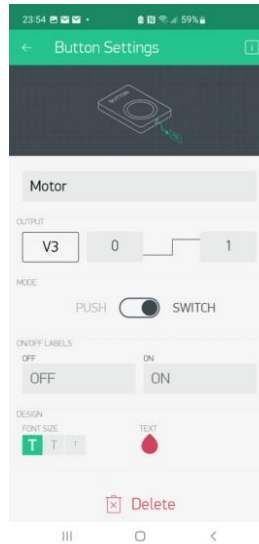 23:54 59%
← Button Settings i
BUTTON
Motor
OUTPUT
V3 0 1
MODE
PUSH SWITCH
ON/OFF LABELS
OFF ON
OFF ON
DESIGN
FONT SIZE TEXT
T T T
Delete